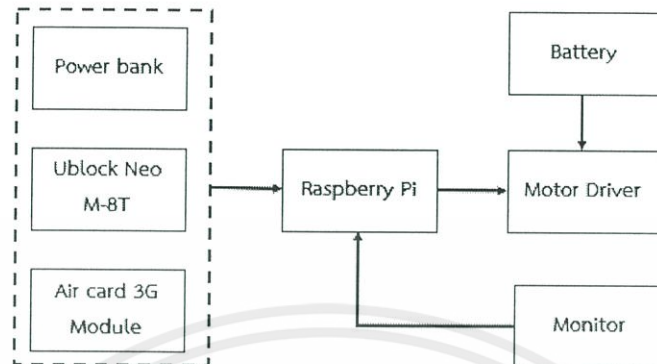 Power bank
Battery
Ublock Neo
M-8T
Raspberry Pi
Motor Driver
Air card 3G
Module
Monitor